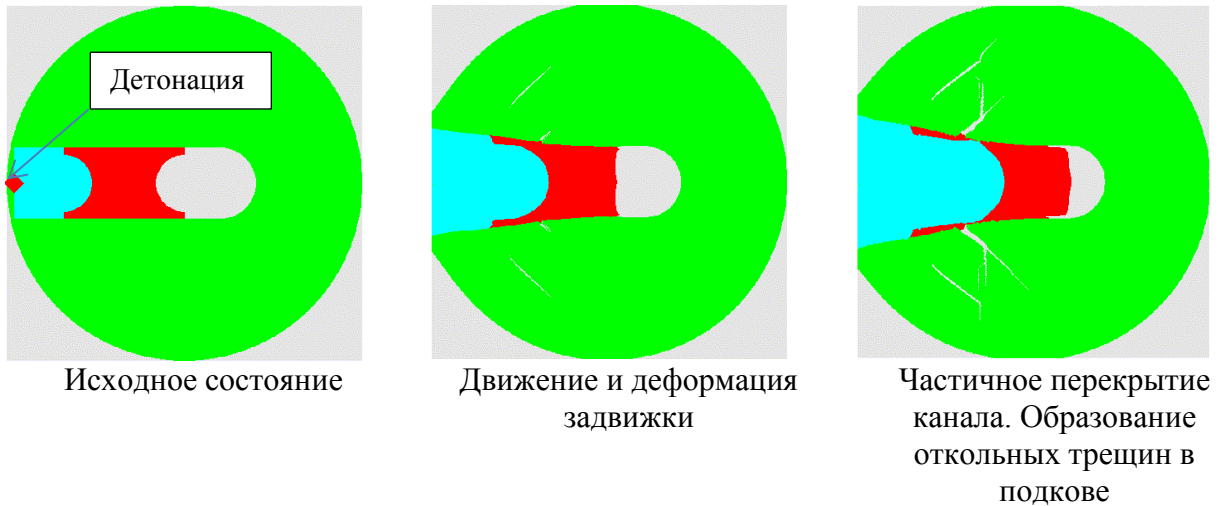 Детонация
Исходное состояние
Движение и деформация
задвижки
Частичное перекрытие
канала. Образование
откольных трещин в
подкове